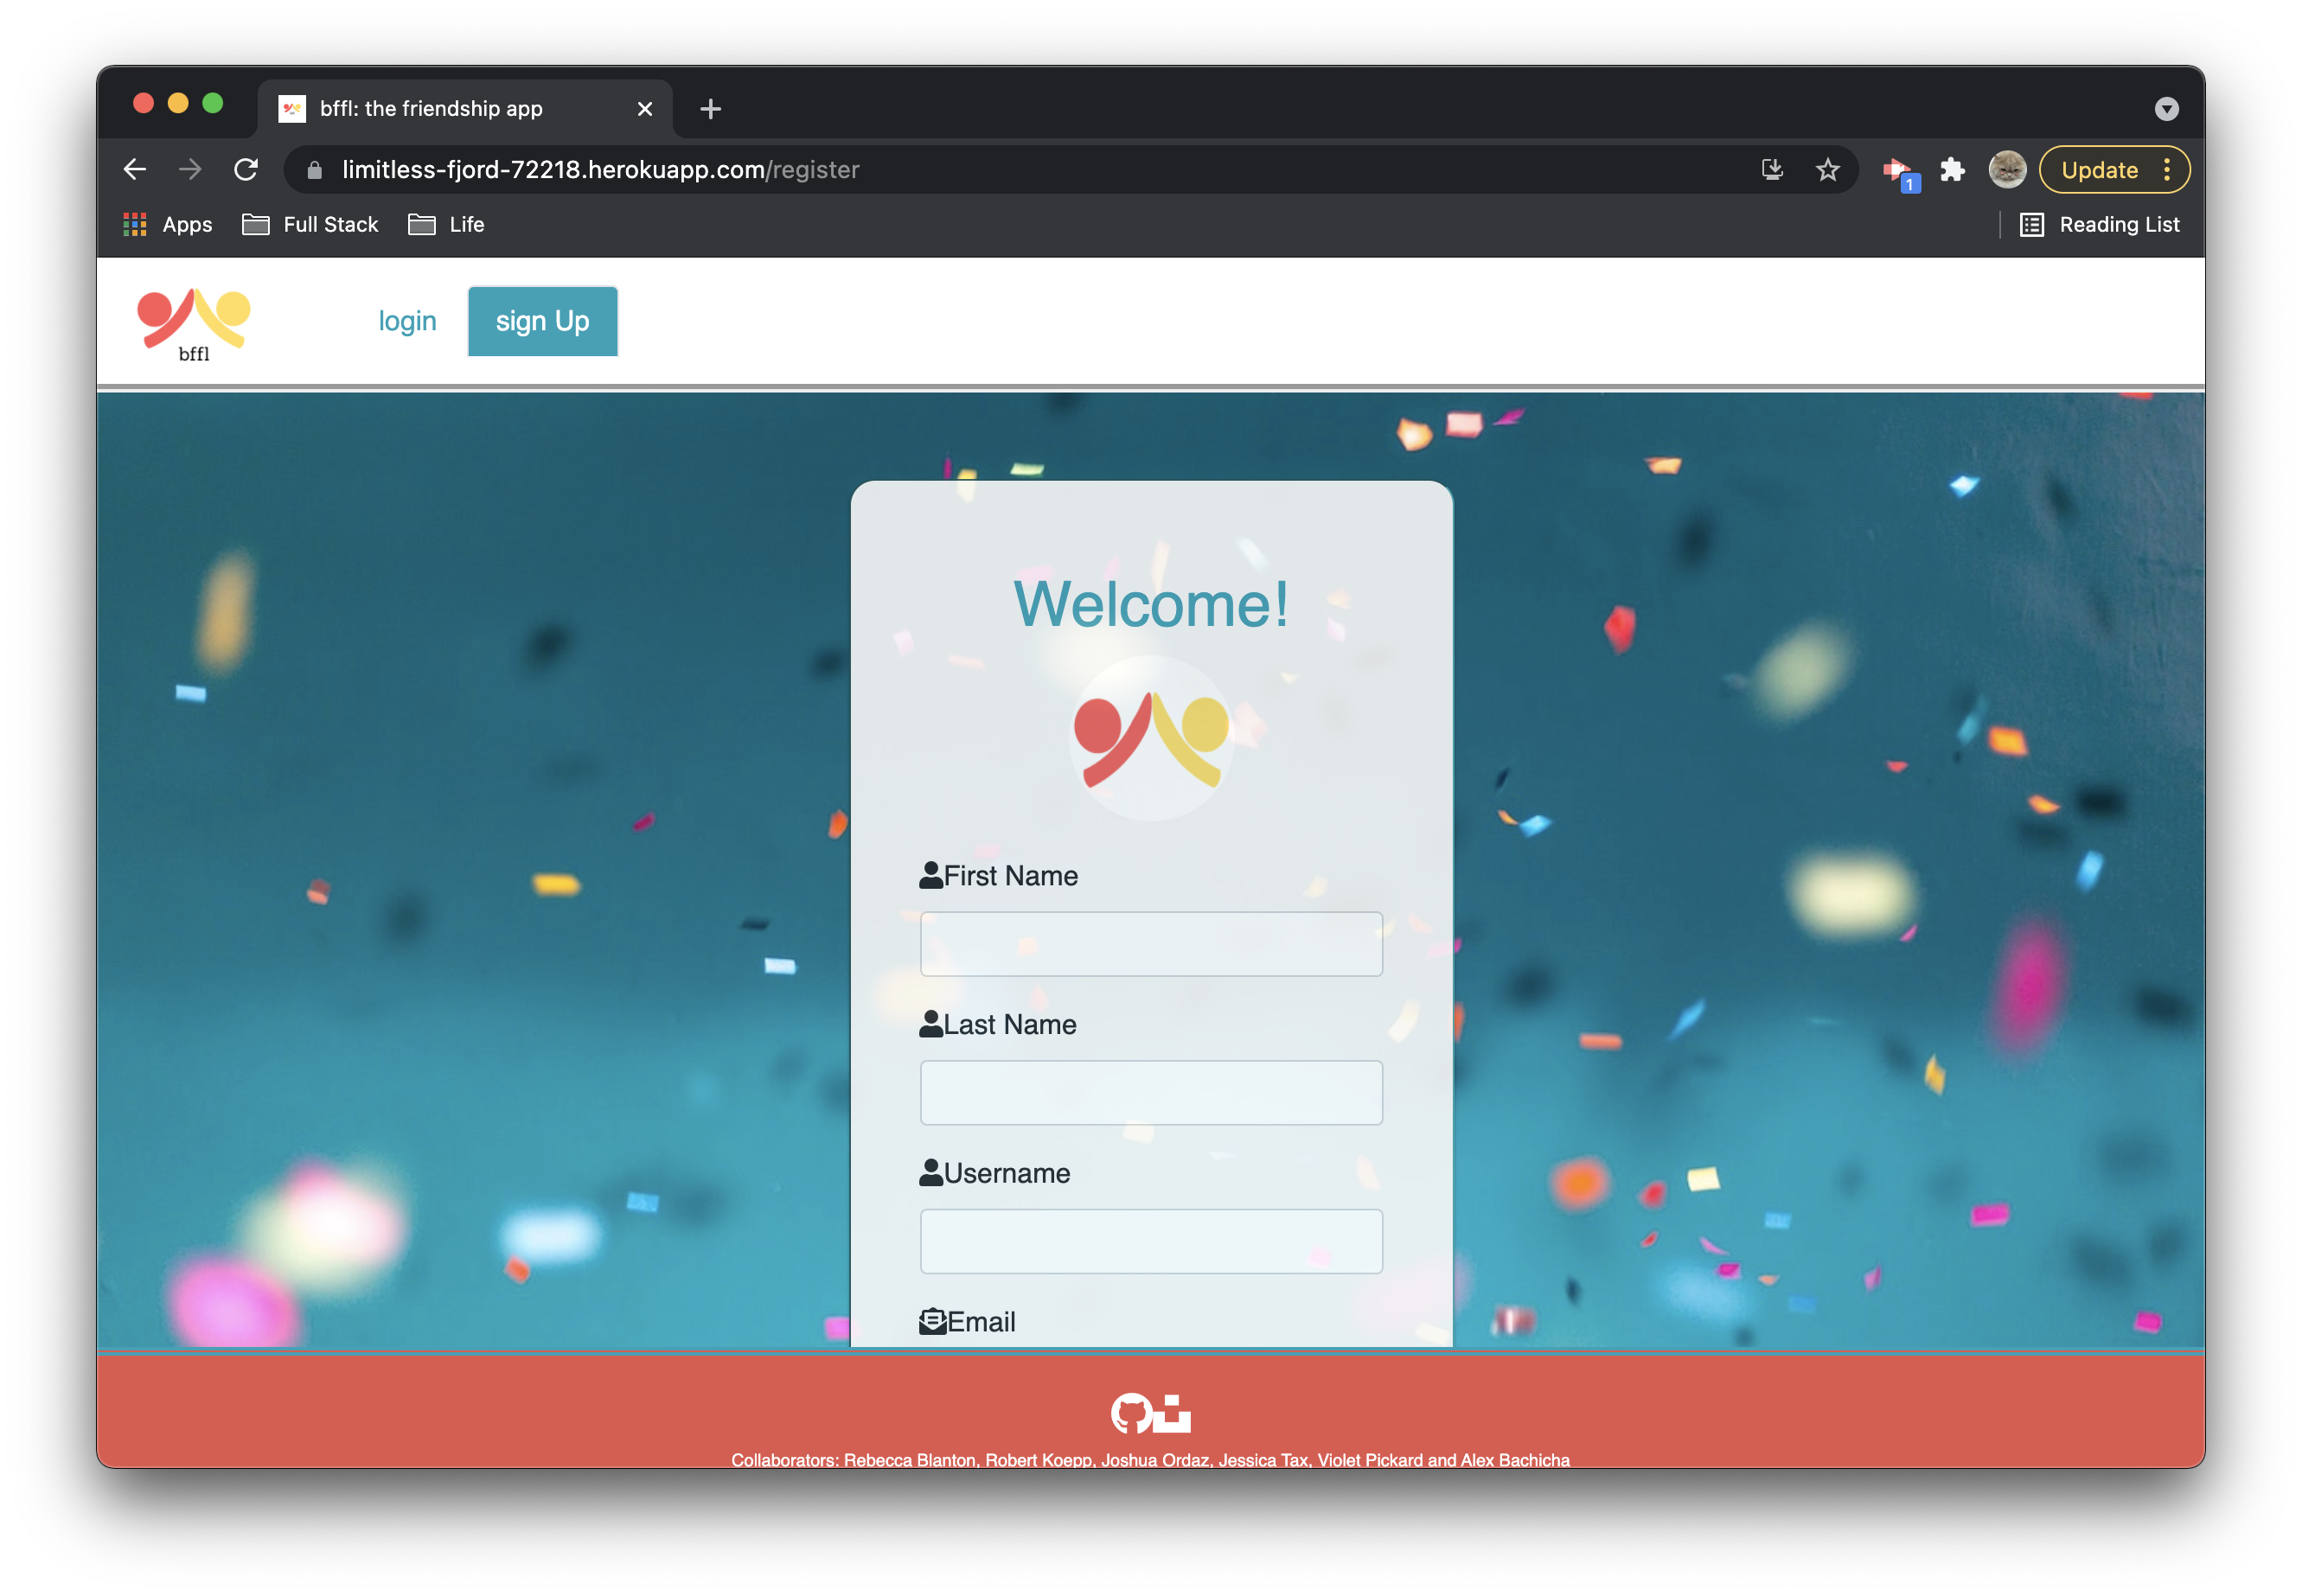 bffl: the friendship app
limitless-fjord-72218.herokuapp.com/register
1
Update
Apps
Full Stack
Life
Reading List
bffl
login
sign Up
Welcome!
First Name
Last Name
Username
Email
Collaborators: Rebecca Blanton, Robert Koepp, Joshua Ordaz, Jessica Tax, Violet Pickard and Alex Bachicha